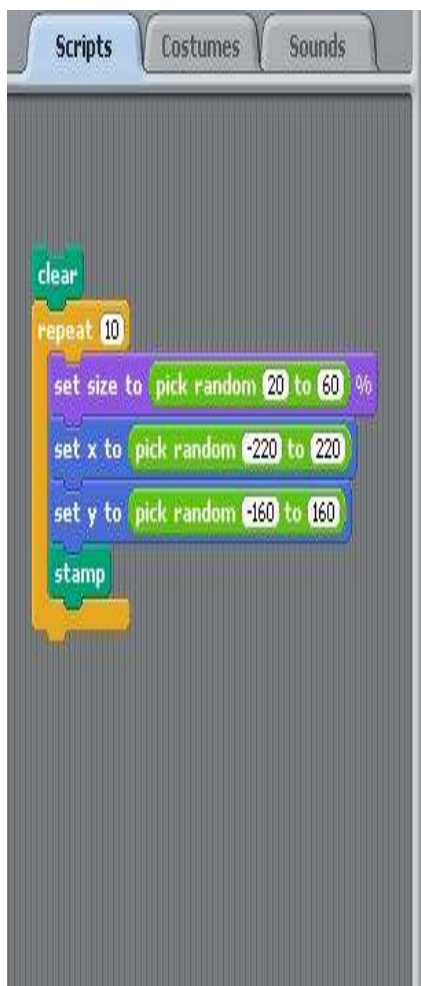 Scripts Costumes Sounds
clear
repeat 10
set size to pick random 20 to 60 %
set x to pick random -220 to 220
set y to pick random -160 to 160
stamp